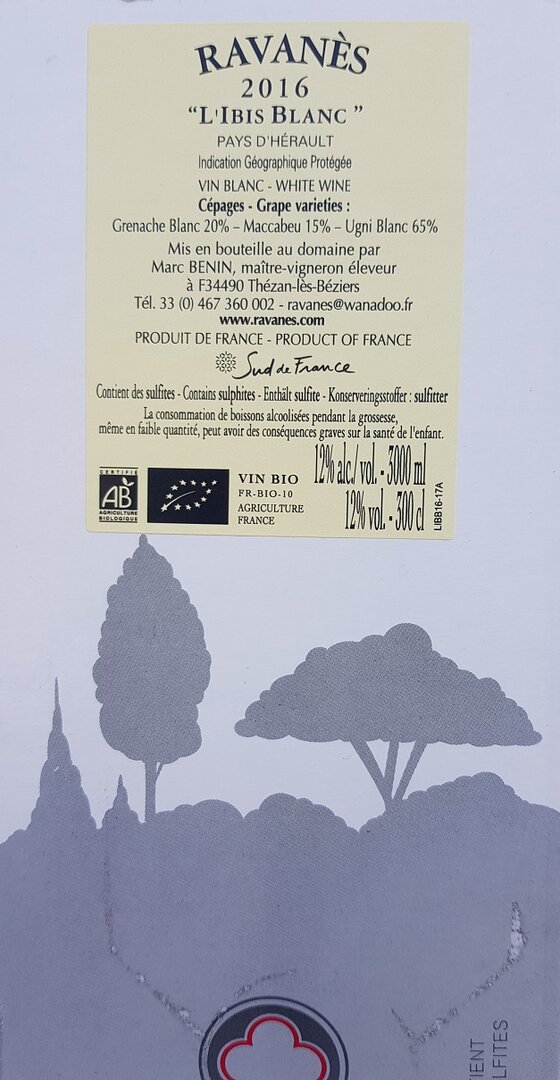 RAVANÈS
2016
“L'IBIS BLANC”
PAYS D'HÉRAULT
Indication Géographique Protégée
VIN BLANC - WHITE WINE
Cépages - Grape varieties :
Grenache Blanc 20% – Maccabeu 15% – Ugni Blanc 65%
Mis en bouteille au domaine par
Marc BENIN, maître-vigneron éleveur
à F34490 Thézan-lès-Béziers
Tél. 33 (0) 467 360 002 - ravanes@wanadoo.fr
www.ravanes.com
PRODUIT DE FRANCE - PRODUCT OF FRANCE
Sud de France
Contient des sulfites - Contains sulphites - Enthält sulfite - Konserveringsstoffer : sulfitter
La consommation de boissons alcoolisées pendant la grossesse,
même en faible quantité, peut avoir des conséquences graves sur la santé de l'enfant.
12% alc./vol. - 3000 ml
12% vol. - 300 cl
LIBB16-17A
CERTIFIÉ
AB
AGRICULTURE
BIOLOGIQUE
VIN BIO
FR-BIO-10
AGRICULTURE
FRANCE
IENT
LFITES